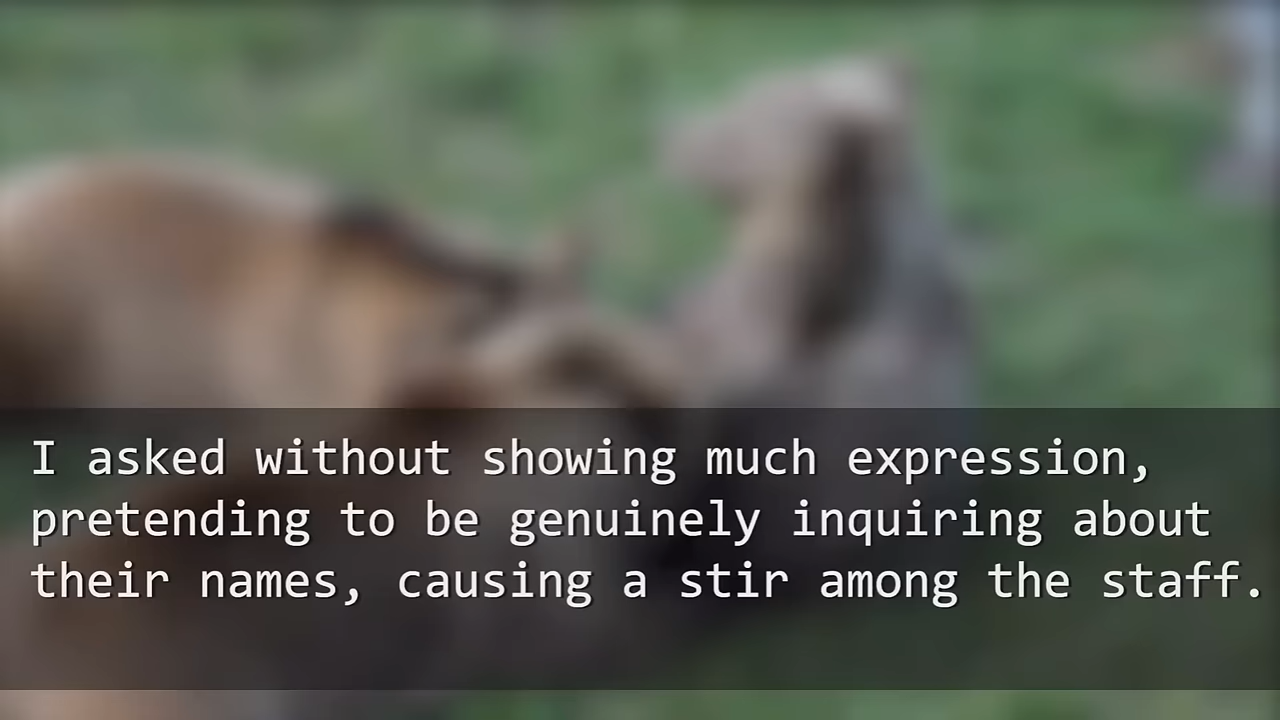 I asked without showing much expression,
pretending to be genuinely inquiring about
their names, causing a stir among the staff.